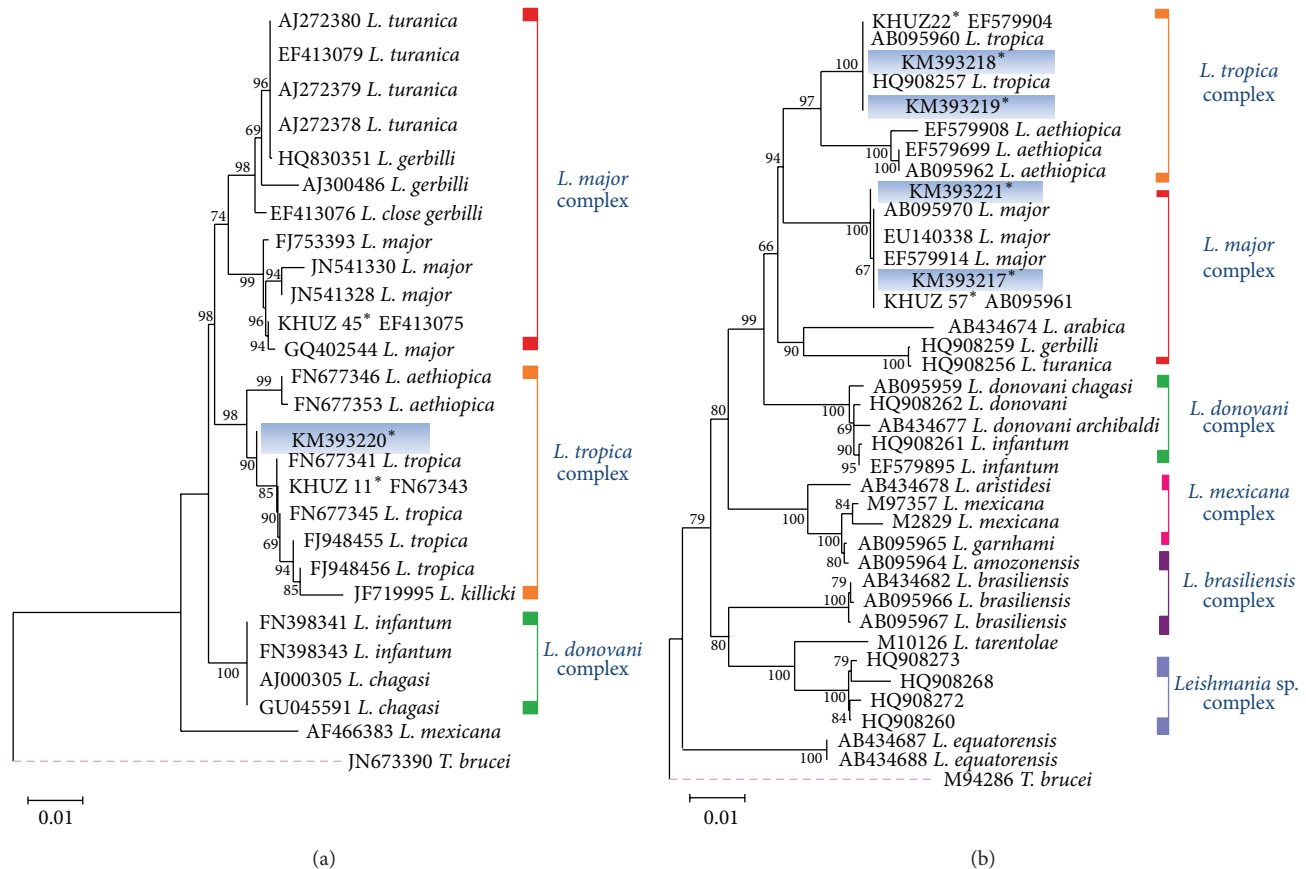 AJ272380 L. turanica
EF413079 L. turanica
96
AJ272379 L. turanica
AJ272378 L. turanica
69
HQ830351 L. gerbilli
98
AJ300486 L. gerbilli
EF413076 L. close gerbilli
74
FJ753393 L. major
JN541330 L. major
94
99
JN541328 L. major
96
KHUZ 45* EF413075
94
GQ402544 L. major
L. major
complex
98
FN677346 L. aethiopica
99
FN677353 L. aethiopica
98
KM393220*
90
FN677341 L. tropica
85
KHUZ 11* FN67343
90
FN677345 L. tropica
69
FJ948455 L. tropica
94
FJ948456 L. tropica
85
JF719995 L. killicki
L. tropica
complex
FN398341 L. infantum
FN398343 L. infantum
100
AJ000305 L. chagasi
GU045591 L. chagasi
L. donovani
complex
AF466383 L. mexicana
JN673390 T. brucei
0.01
(a)
KHUZ22* EF579904
AB095960 L. tropica
100
KM393218*
HQ908257 L. tropica
97
KM393219*
EF579908 L. aethiopica
100
EF579699 L. aethiopica
100
AB095962 L. aethiopica
L. tropica
complex
94
KM393221*
AB095970 L. major
100
EU140338 L. major
EF579914 L. major
66
67
KM393217*
KHUZ 57* AB095961
AB434674 L. arabica
99
90
HQ908259 L. gerbilli
100
HQ908256 L. turanica
L. major
complex
AB095959 L. donovani chagasi
100
HQ908262 L. donovani
69
AB434677 L. donovani archibaldi
80
90
HQ908261 L. infantum
95
EF579895 L. infantum
L. donovani
complex
AB434678 L. aristidesi
84
M97357 L. mexicana
100
M2829 L. mexicana
79
100
AB095965 L. garnhami
80
AB095964 L. amozonensis
L. mexicana
complex
79
AB434682 L. brasiliensis
100
AB095966 L. brasiliensis
AB095967 L. brasiliensis
L. brasiliensis
complex
80
M10126 L. tarentolae
79
HQ908273
HQ908268
100
HQ908272
84
HQ908260
Leishmania sp.
complex
AB434687 L. equatorensis
100
AB434688 L. equatorensis
M94286 T. brucei
0.01
(b)